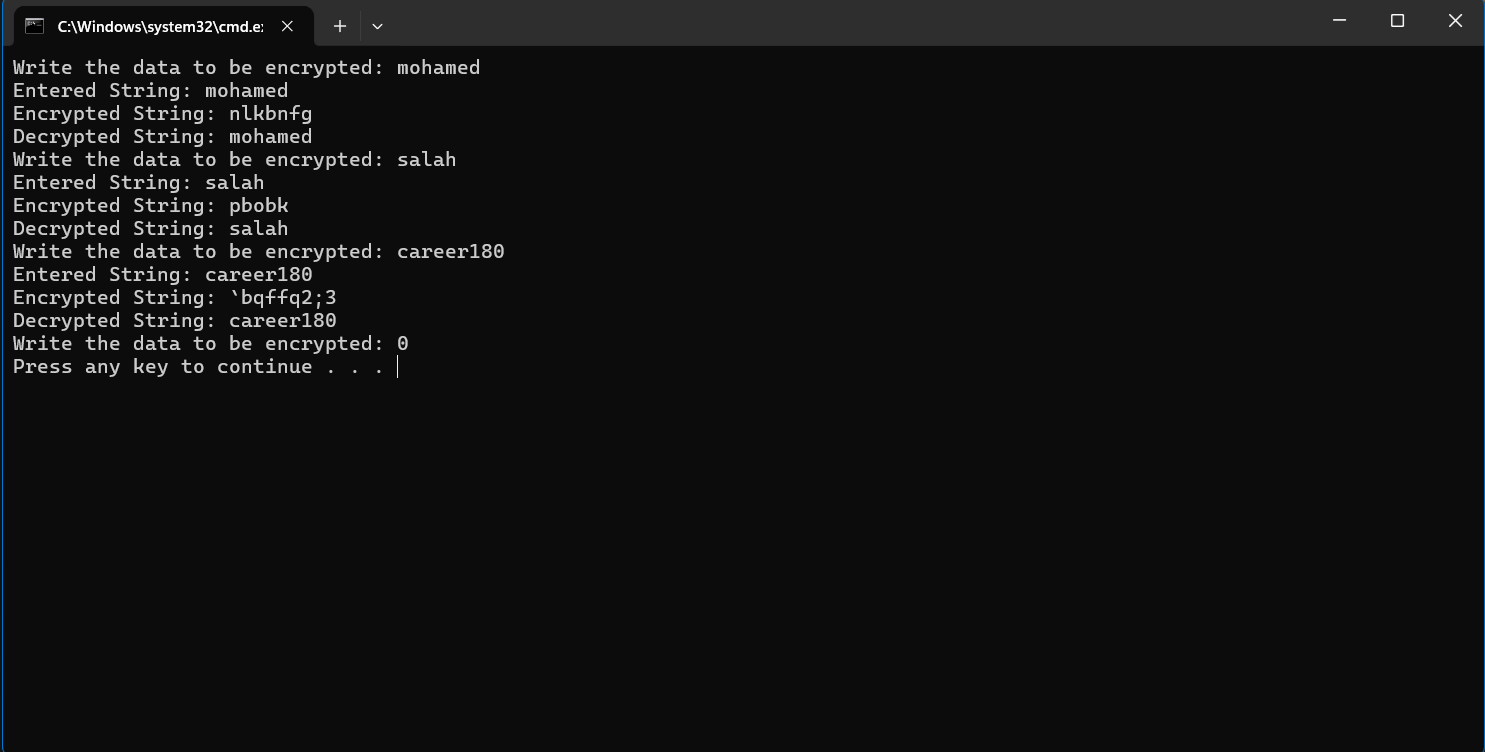 C:\Windows\system32\cmd.e
Write the data to be encrypted: mohamed
Entered String: mohamed
Encrypted String: nlkbnfg
Decrypted String: mohamed
Write the data to be encrypted: salah
Entered String: salah
Encrypted String: pbobk
Decrypted String: salah
Write the data to be encrypted: career180
Entered String: career180
Encrypted String: `bqffq2;3
Decrypted String: career180
Write the data to be encrypted: 0
Press any key to continue . . .